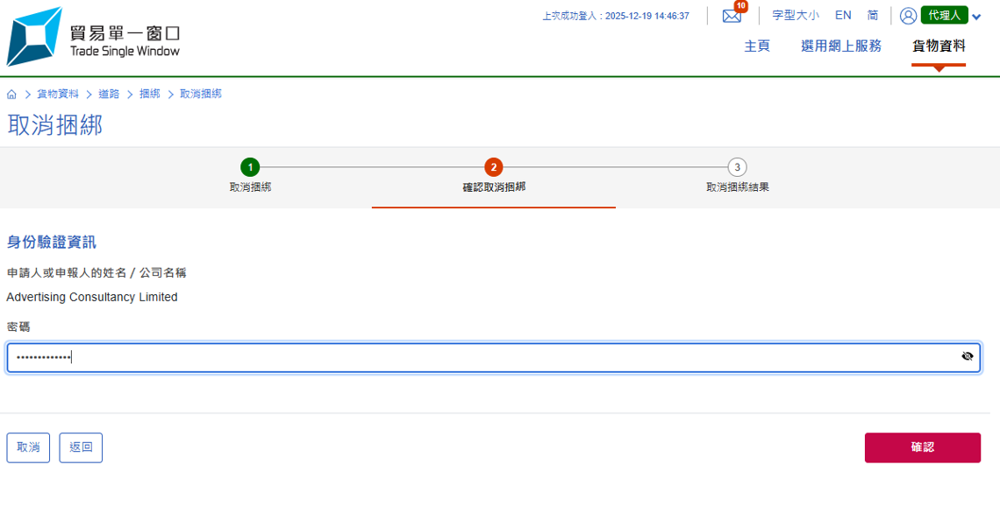 貿易單一窗口
Trade Single Window
上次成功登入 : 2025-12-19 14:46:37
10
字型大小
EN
简
代理人
主頁
選用網上服務
貨物資料
貨物資料 > 道路 > 捆綁 > 取消捆綁
取消捆綁
1
2
3
取消捆綁
確認取消捆綁
取消捆綁結果
身份驗證資訊
申請人或申報人的姓名 / 公司名稱
Advertising Consultancy Limited
密碼
•••••••••••••
取消
返回
確認